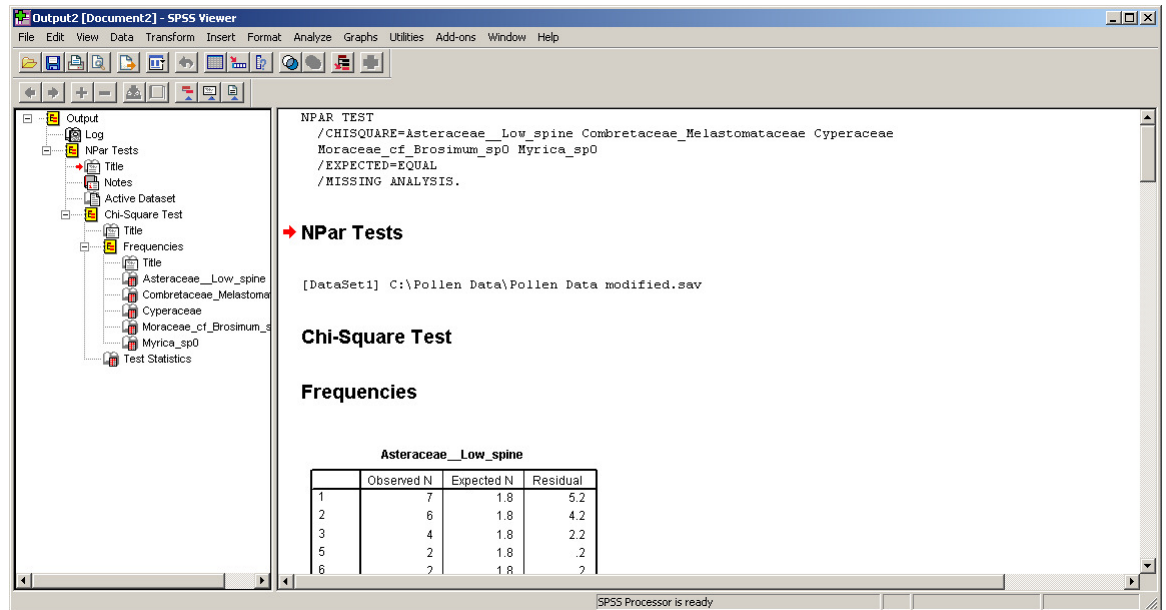 Output2 [Document2] - SPSS Viewer
File Edit View Data Transform Insert Format Analyze Graphs Utilities Add-ons Window Help
Output
Log
NPar Tests
Title
Notes
Active Dataset
Chi-Square Test
Title
Frequencies
Title
Asteraceae__Low_spine
Combretaceae_Melastoma
Cyperaceae
Moraceae_cf_Brosimum_s
Myrica_sp0
Test Statistics
NPAR TEST
/CHISQUARE=Asteraceae__Low_spine Combretaceae_Melastomataceae Cyperaceae
Moraceae_cf_Brosimum_sp0 Myrica_sp0
/EXPECTED=EQUAL
/MISSING ANALYSIS.
NPar Tests
[DataSet1] C:\Pollen Data\Pollen Data modified.sav
Chi-Square Test
Frequencies
Asteraceae__Low_spine
Observed N Expected N Residual
1 7 1.8 5.2
2 6 1.8 4.2
3 4 1.8 2.2
5 2 1.8 .2
6 2 1.8 .2
SPSS Processor is ready